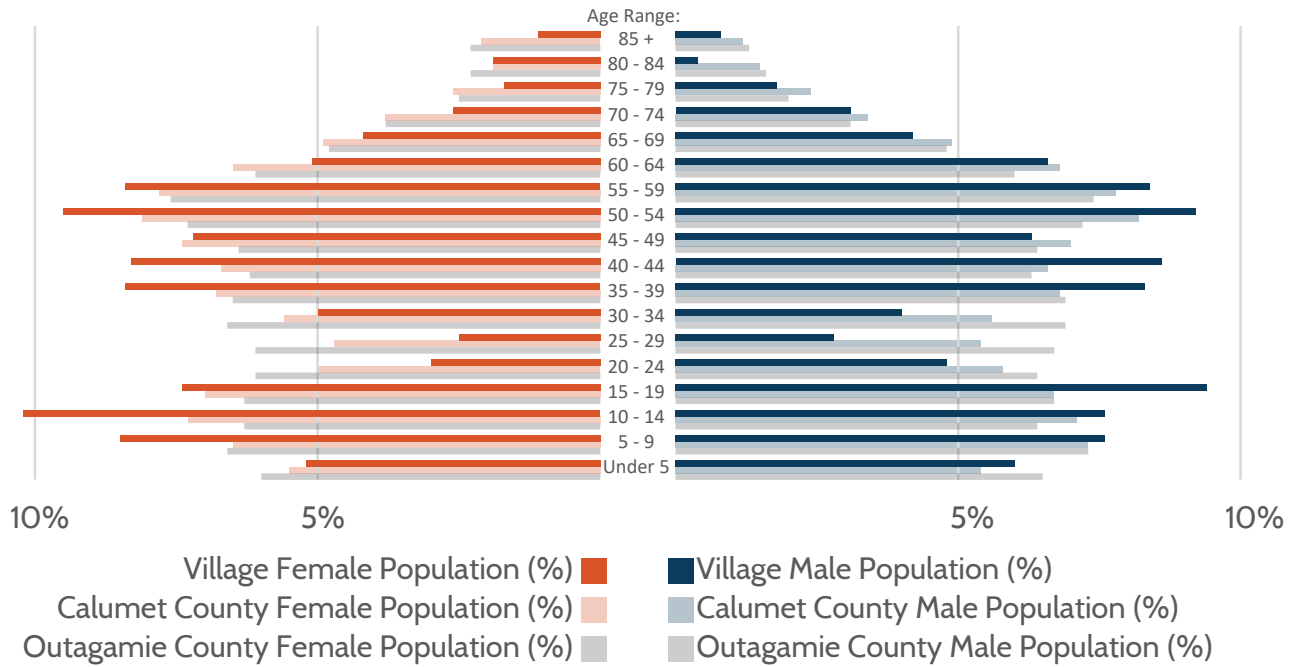 Age Range:
85 +
80 - 84
75 - 79
70 - 74
65 - 69
60 - 64
55 - 59
50 - 54
45 - 49
40 - 44
35 - 39
30 - 34
25 - 29
20 - 24
15 - 19
10 - 14
5 - 9
Under 5
10% 5% 5% 10%
Village Female Population (%) Village Male Population (%)
Calumet County Female Population (%) Calumet County Male Population (%)
Outagamie County Female Population (%) Outagamie County Male Population (%)